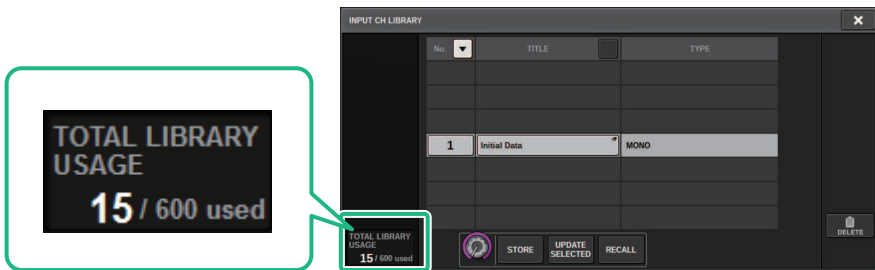 INPUT CH LIBRARY
No. TITLE TYPE
1 Initial Data MONO
TOTAL LIBRARY
USAGE
15 / 600 used
TOTAL LIBRARY
USAGE
15 / 600 used
STORE
UPDATE
SELECTED
RECALL
DELETE